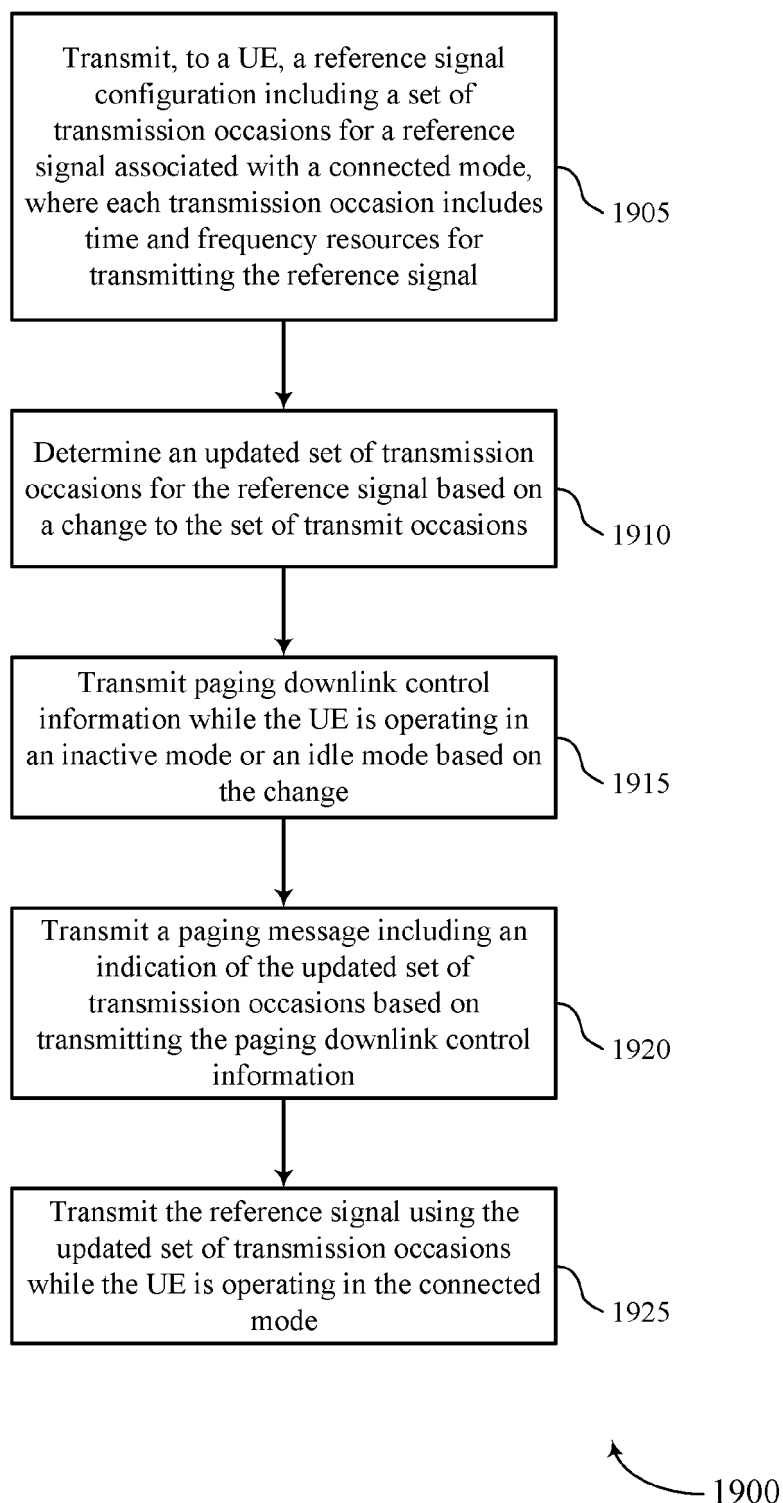 Transmit, to a UE, a reference signal
configuration including a set of
transmission occasions for a reference
signal associated with a connected mode,
where each transmission occasion includes
time and frequency resources for
transmitting the reference signal
1905
Determine an updated set of transmission
occasions for the reference signal based on
a change to the set of transmit occasions
1910
Transmit paging downlink control
information while the UE is operating in
an inactive mode or an idle mode based on
the change
1915
Transmit a paging message including an
indication of the updated set of
transmission occasions based on
transmitting the paging downlink control
information
1920
Transmit the reference signal using the
updated set of transmission occasions
while the UE is operating in the connected
mode
1925
1900